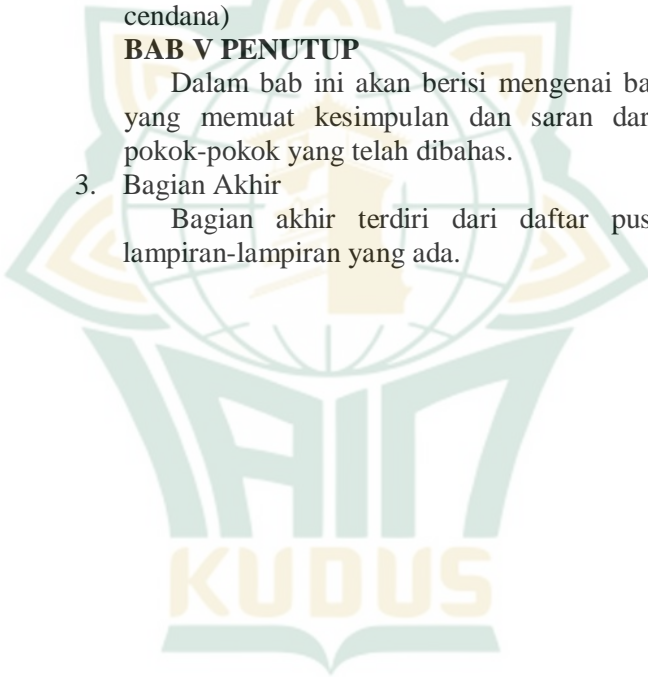 cendana)
BAB V PENUTUP
Dalam bab ini akan berisi mengenai ba
yang memuat kesimpulan dan saran dar
pokok-pokok yang telah dibahas.
3. Bagian Akhir
Bagian akhir terdiri dari daftar pus
lampiran-lampiran yang ada.
IAIN
KUDUS